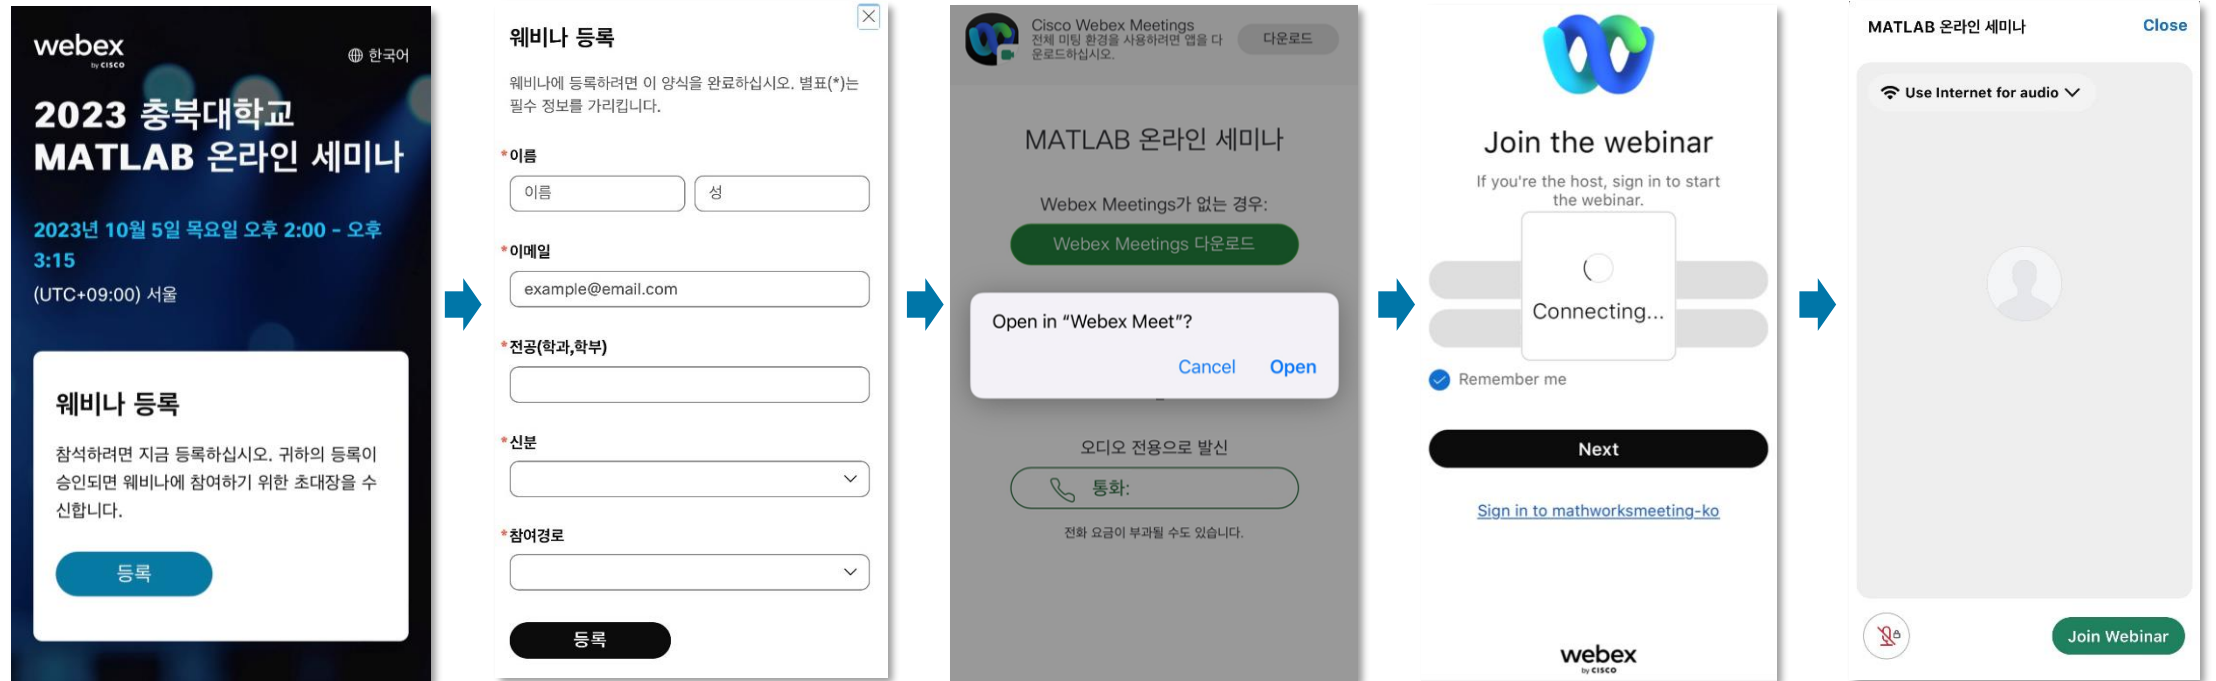 webex
by CISCO
한국어
2023 충북대학교
MATLAB 온라인 세미나
2023년 10월 5일 목요일 오후 2:00 - 오후
3:15
(UTC+09:00) 서울
웨비나 등록
참석하려면 지금 등록하십시오. 귀하의 등록이
승인되면 웨비나에 참여하기 위한 초대장을 수
신합니다.
등록
웨비나 등록
웨비나에 등록하려면 이 양식을 완료하십시오. 별표(*)는
필수 정보를 가리킵니다.
*이름
이름
성
*이메일
example@email.com
*전공(학과,학부)
*신분
*참여경로
등록
Cisco Webex Meetings
전체 미팅 환경을 사용하려면 앱을 다
운로드하십시오.
다운로드
MATLAB 온라인 세미나
Webex Meetings가 없는 경우:
Webex Meetings 다운로드
Open in “Webex Meet”?
Cancel
Open
오디오 전용으로 발신
통화:
전화 요금이 부과될 수도 있습니다.
Join the webinar
If you're the host, sign in to start
the webinar.
Connecting...
Remember me
Next
Sign in to mathworksmeeting-ko
webex
by CISCO
MATLAB 온라인 세미나
Close
Use Internet for audio
Join Webinar